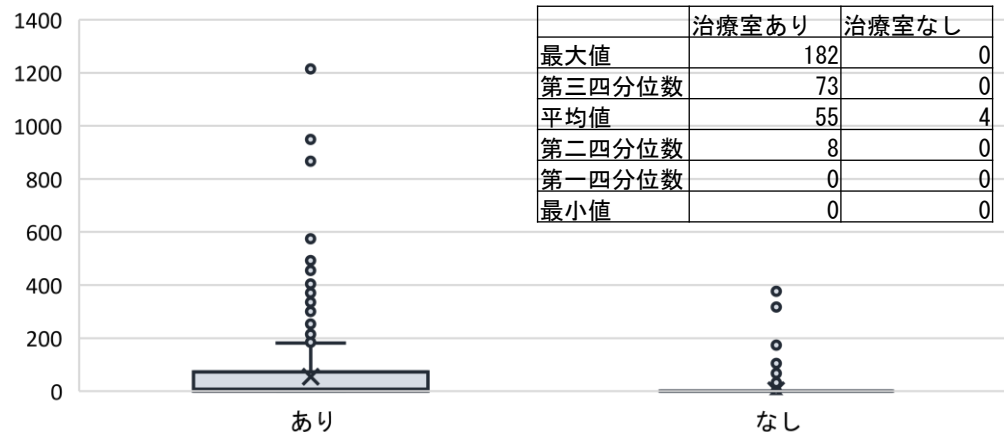 1400
1200
1000
800
600
400
200
0
あり
なし
治療室あり 治療室なし
最大値 182 0
第三四分位数 73 0
平均値 55 4
第二四分位数 8 0
第一四分位数 0 0
最小値 0 0